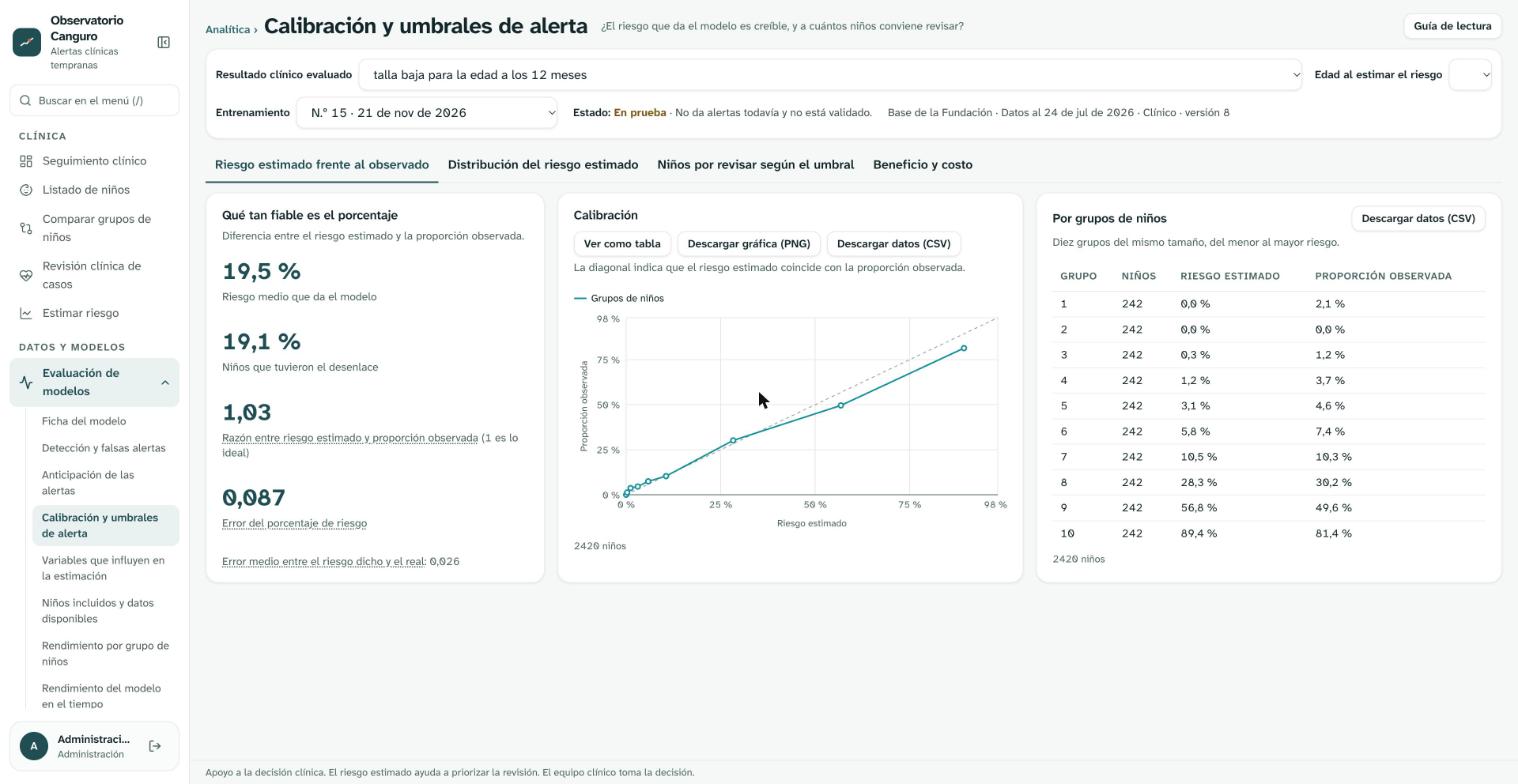 Observatorio
Canguro
Alertas clínicas
tempranas
Buscar en el menú (/)
CLÍNICA
Seguimiento clínico
Listado de niños
Comparar grupos de
niños
Revisión clínica de
casos
Estimar riesgo
DATOS Y MODELOS
Evaluación de
modelos
Ficha del modelo
Detección y falsas alertas
Anticipación de las
alertas
Calibración y umbrales
de alerta
Variables que influyen en
la estimación
Niños incluidos y datos
disponibles
Rendimiento por grupo de
niños
Rendimiento del modelo
en el tiempo
A
Administraci...
Administración
Analítica › Calibración y umbrales de alerta ¿El riesgo que da el modelo es creíble, y a cuántos niños conviene revisar?
Guía de lectura
Resultado clínico evaluado talla baja para la edad a los 12 meses
Edad al estimar el riesgo
Entrenamiento N.° 15 · 21 de nov de 2026
Estado: En prueba · No da alertas todavía y no está validado. Base de la Fundación · Datos al 24 de jul de 2026 · Clínico · versión 8
Riesgo estimado frente al observado
Distribución del riesgo estimado
Niños por revisar según el umbral
Beneficio y costo
Qué tan fiable es el porcentaje
Diferencia entre el riesgo estimado y la proporción observada.
19,5 %
Riesgo medio que da el modelo
19,1 %
Niños que tuvieron el desenlace
1,03
Razón entre riesgo estimado y proporción observada (1 es lo
ideal)
0,087
Error del porcentaje de riesgo
Error medio entre el riesgo dicho y el real: 0,026
Calibración
Ver como tabla
Descargar gráfica (PNG)
Descargar datos (CSV)
La diagonal indica que el riesgo estimado coincide con la proporción observada.
Grupos de niños
98 %
75 %
50 %
25 %
0 %
Proporción observada
0 % 25 % 50 % 75 % 98 %
Riesgo estimado
2420 niños
Por grupos de niños
Descargar datos (CSV)
Diez grupos del mismo tamaño, del menor al mayor riesgo.
GRUPO NIÑOS RIESGO ESTIMADO PROPORCIÓN OBSERVADA
1 242 0,0 % 2,1 %
2 242 0,0 % 0,0 %
3 242 0,3 % 1,2 %
4 242 1,2 % 3,7 %
5 242 3,1 % 4,6 %
6 242 5,8 % 7,4 %
7 242 10,5 % 10,3 %
8 242 28,3 % 30,2 %
9 242 56,8 % 49,6 %
10 242 89,4 % 81,4 %
2420 niños
Apoyo a la decisión clínica. El riesgo estimado ayuda a priorizar la revisión. El equipo clínico toma la decisión.